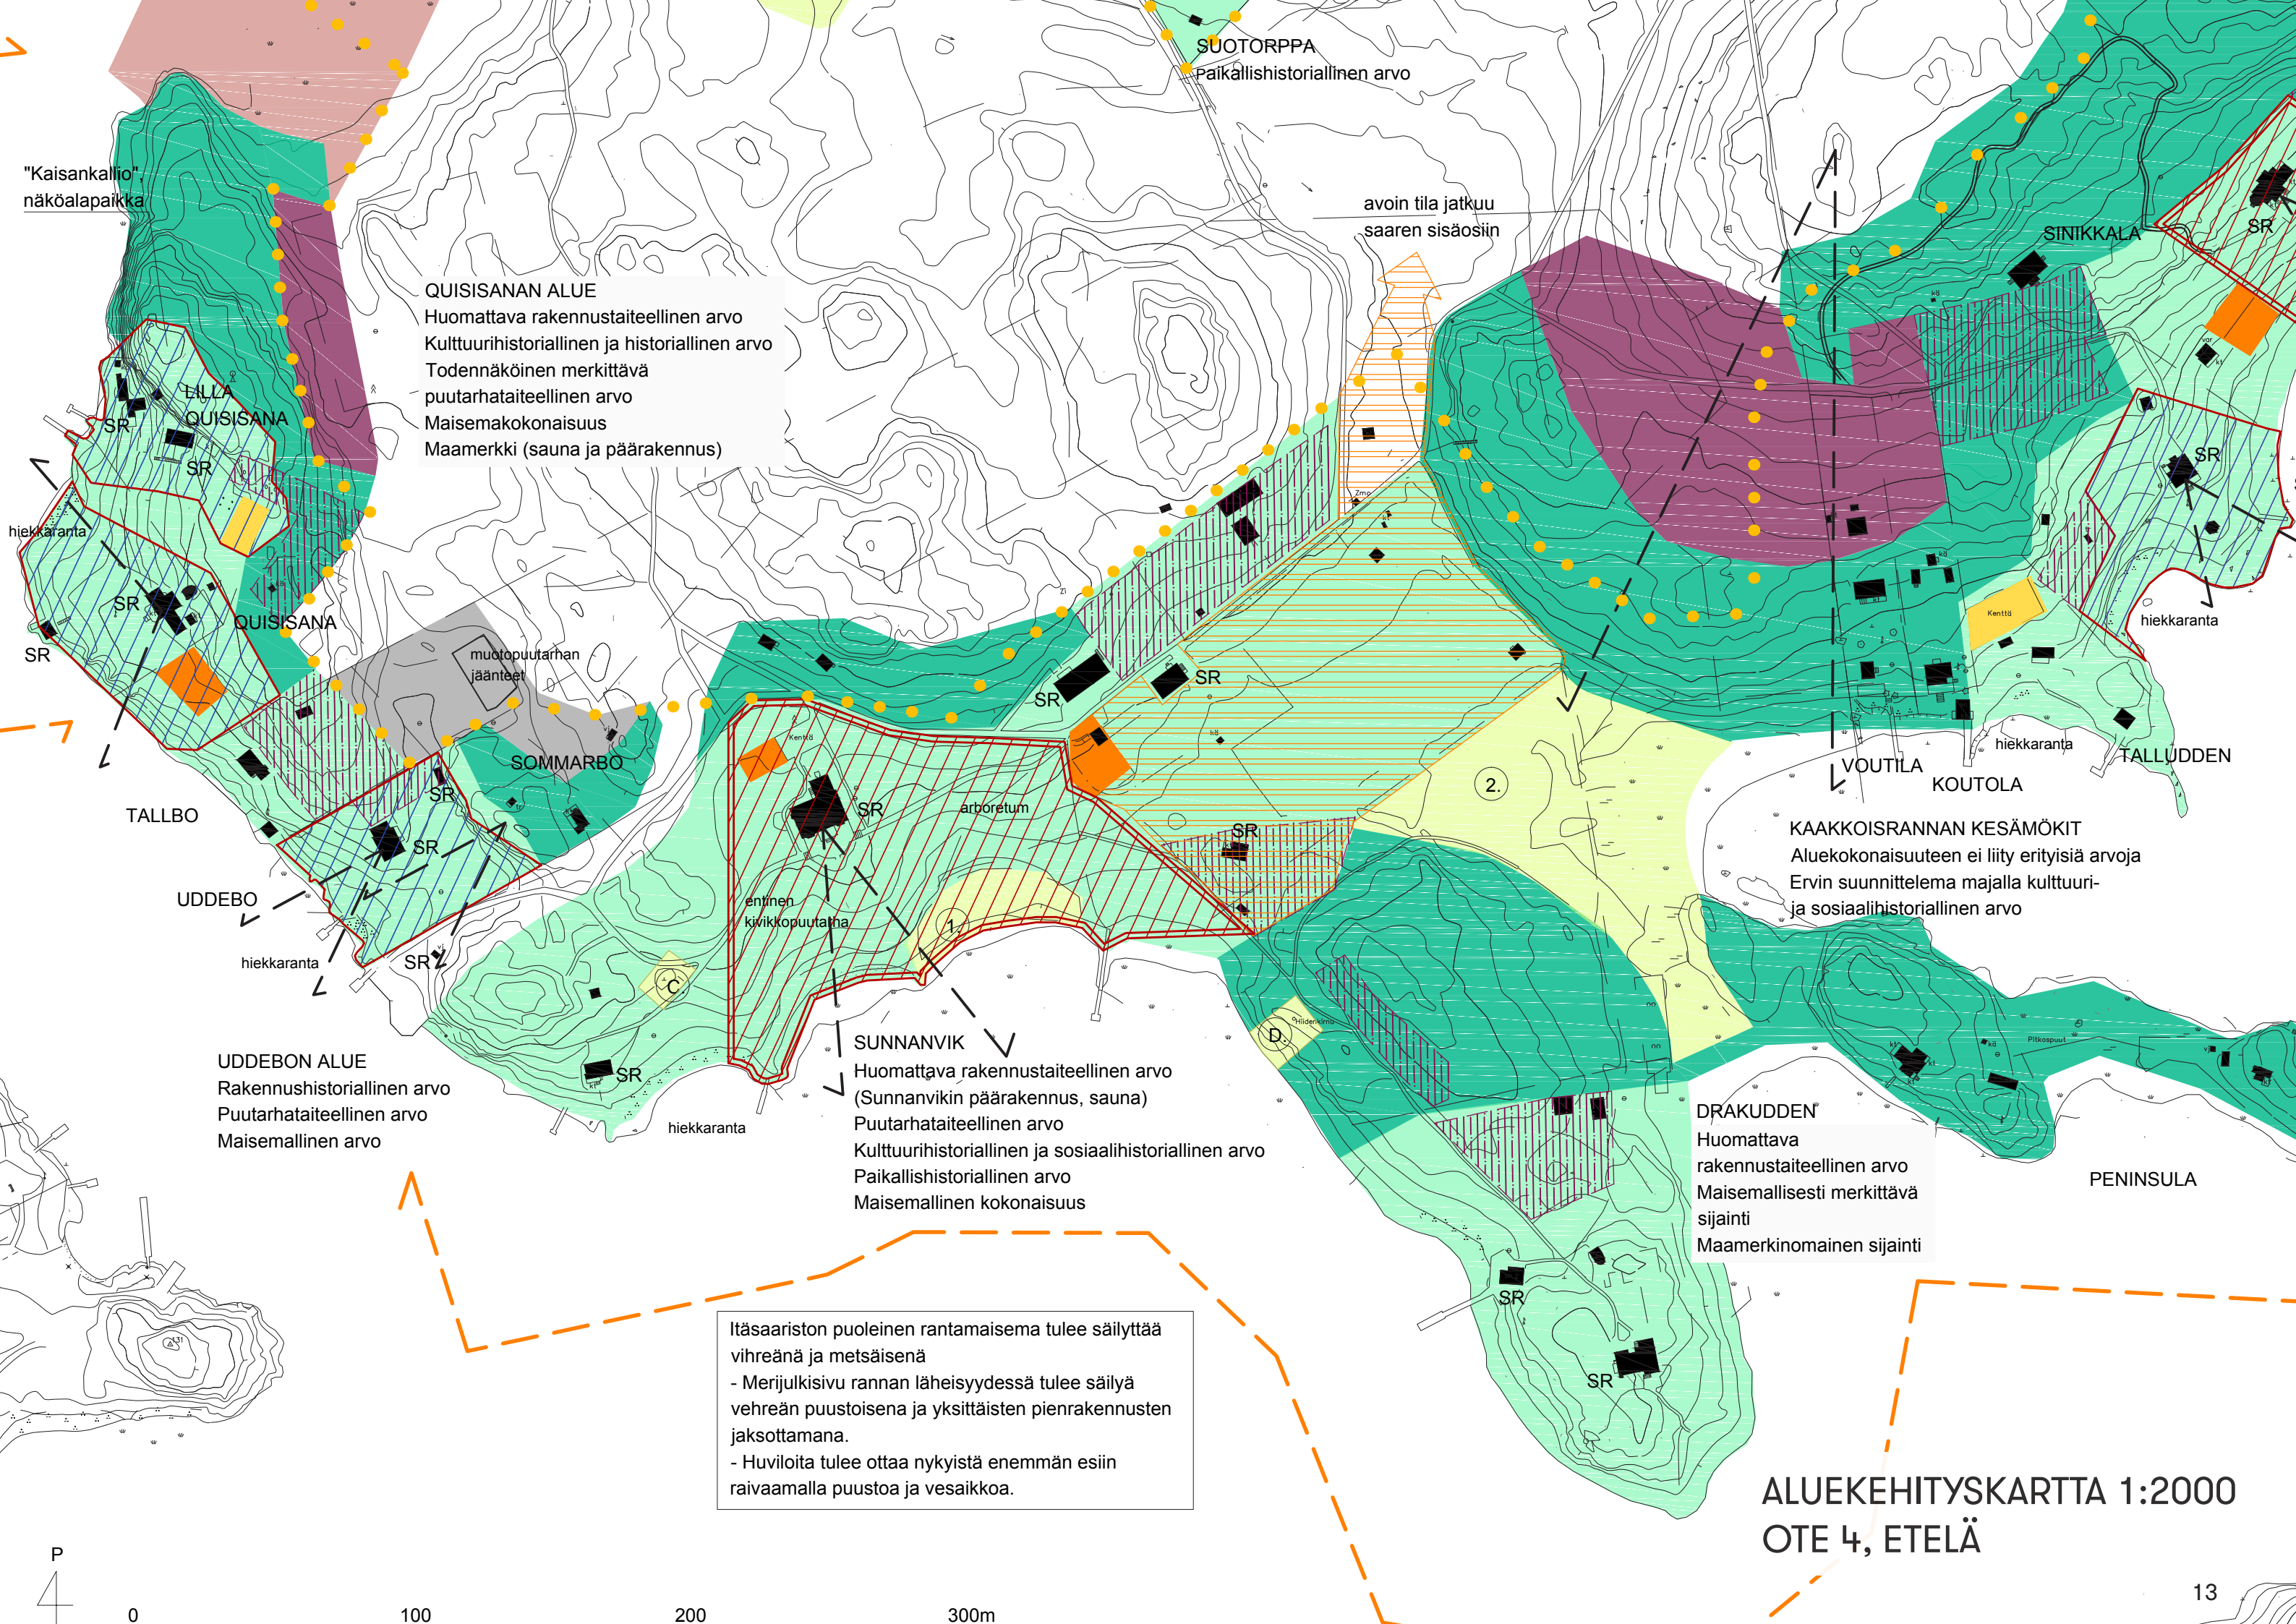 SUOTORPPA
Paikallishistoriallinen arvo
"Kaisankallio",
näköalapaikka
avoin tila jatkuu
saaren sisäosiin
SINIKKALA
SR
QUISISANAN ALUE
Huomattava rakennustaiteellinen arvo
Kulttuurihistoriallinen ja historiallinen arvo
Todennäköinen merkittävä
puutarhataiteellinen arvo
Maisemakokonaisuus
Maamerkki (sauna ja päärakennus)
LILLA
QUISISANA
SR
SR
SR
hiekkaranta
SR
QUISISANA
SR
Kenttä
hiekkaranta
muotopuutarhan
jäänteet
SR
SR
SOMMARBO
Kenttä
SR
SR
arboretum
SR
2.
VOUTILA
hiekkaranta
KOUTOLA
TALLUDDEN
TALLBO
SR
UDDEBO
hiekkaranta
SR
entinen
kivikkopuutarha
1.
C.
D.
Hiidenkirnu
KAAKKOISRANNAN KESÄMÖKIT
Aluekokonaisuuteen ei liity erityisiä arvoja
Ervin suunnittelema majalla kulttuuri-
ja sosiaalihistoriallinen arvo
Pitkospuut
UDDEBON ALUE
Rakennushistoriallinen arvo
Puutarhataiteellinen arvo
Maisemallinen arvo
SR
hiekkaranta
SUNNANVIK
Huomattava rakennustaiteellinen arvo
(Sunnanvikin päärakennus, sauna)
Puutarhataiteellinen arvo
Kulttuurihistoriallinen ja sosiaalihistoriallinen arvo
Paikallishistoriallinen arvo
Maisemallinen kokonaisuus
DRAKUDDEN
Huomattava
rakennustaiteellinen arvo
Maisemallisesti merkittävä
sijainti
Maamerkinomainen sijainti
PENINSULA
SR
SR
Itäsaariston puoleinen rantamaisema tulee säilyttää
vihreänä ja metsäisenä
- Merijulkisivu rannan läheisyydessä tulee säilyä
vehreän puustoisena ja yksittäisten pienrakennusten
jaksottamana.
- Huviloita tulee ottaa nykyistä enemmän esiin
raivaamalla puustoa ja vesaikkoa.
ALUEKEHITYSKARTTA 1:2000
OTE 4, ETELÄ
P
0 100 200 300m
13